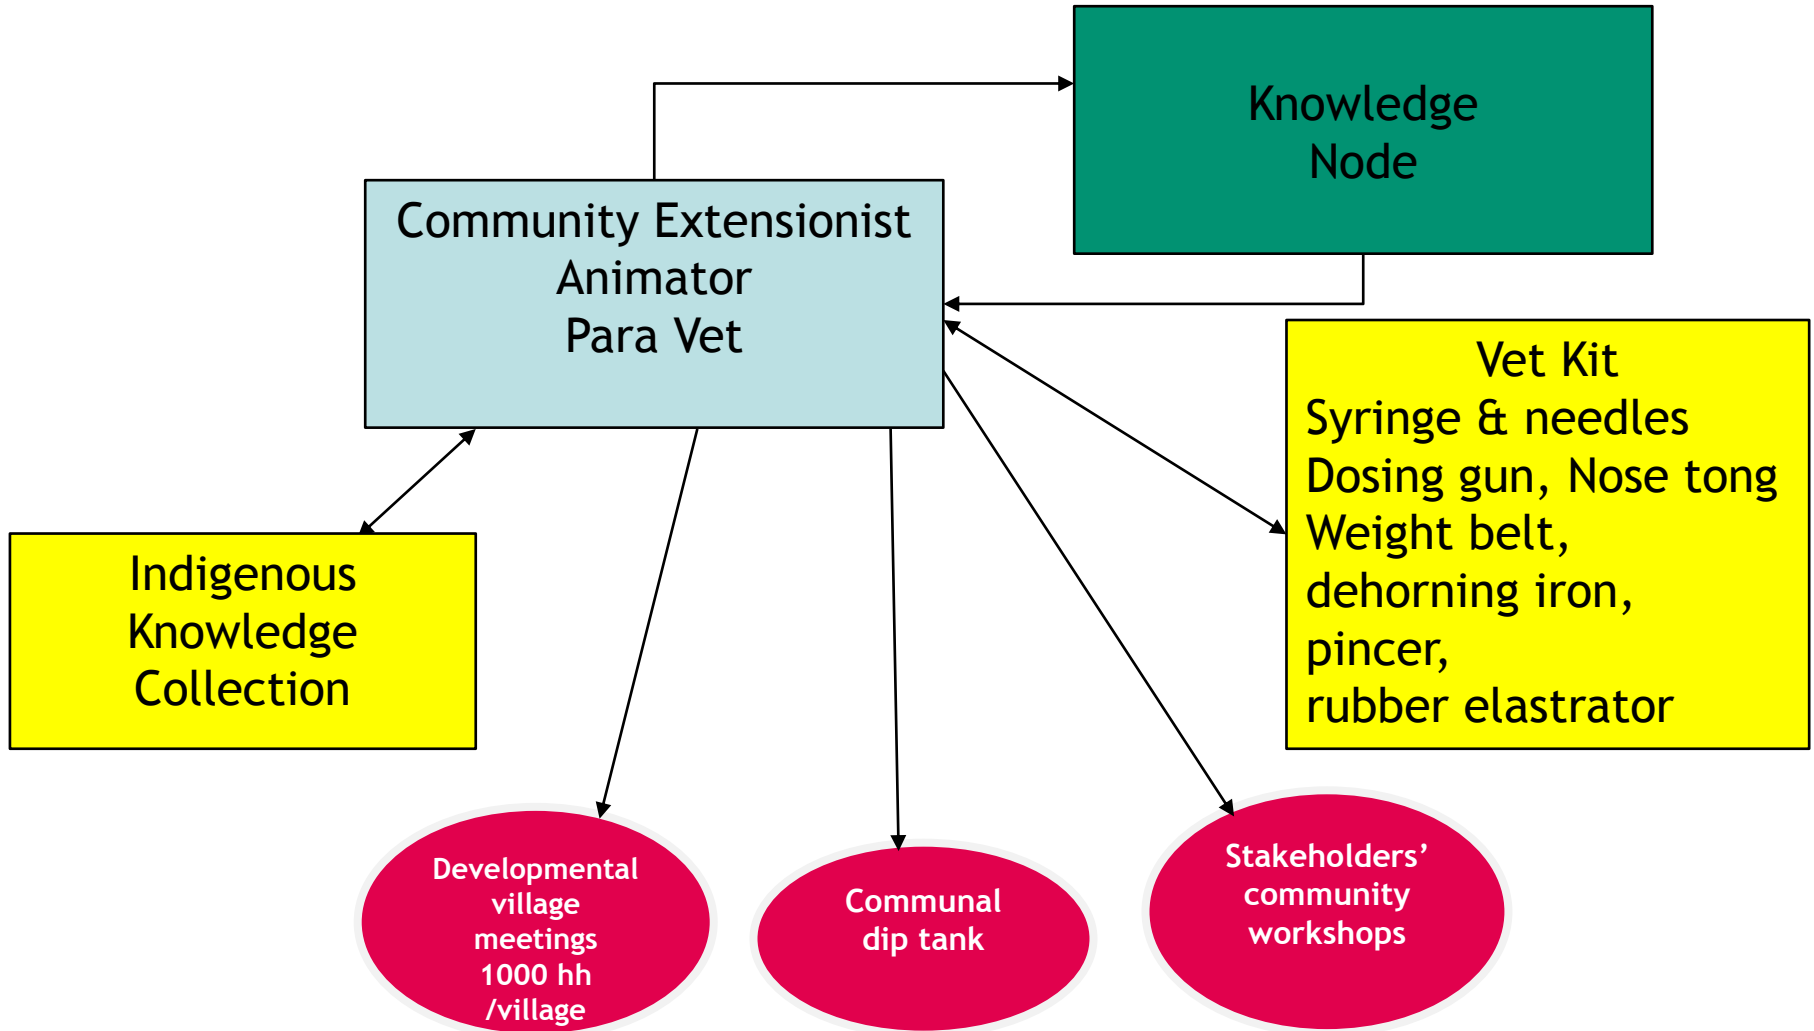 Knowledge
Node
Community Extensionist
Animator
Para Vet
Vet Kit
Syringe & needles
Dosing gun, Nose tong
Weight belt,
dehorning iron,
pincer,
rubber elastrator
Indigenous
Knowledge
Collection
Developmental
village
meetings
1000 hh
/village
Communal
dip tank
Stakeholders’
community
workshops